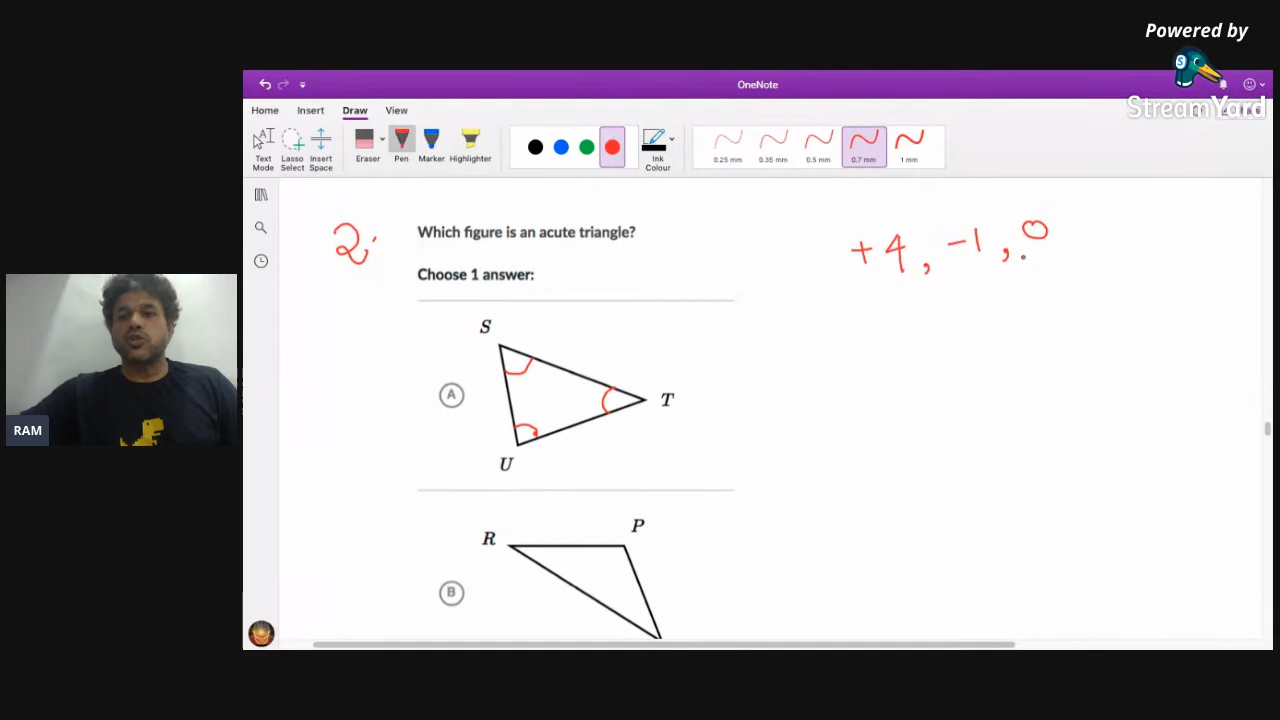 Powered by
StreamYard
OneNote
Home Insert Draw View
Text Mode
Lasso Select
Insert Space
Eraser
Pen
Marker
Highlighter
Ink Colour
0.25 mm
0.35 mm
0.5 mm
0.7 mm
1 mm
2.
Which figure is an acute triangle?
+4, -1, 0
Choose 1 answer:
S
A
T
U
R
P
B
RAM